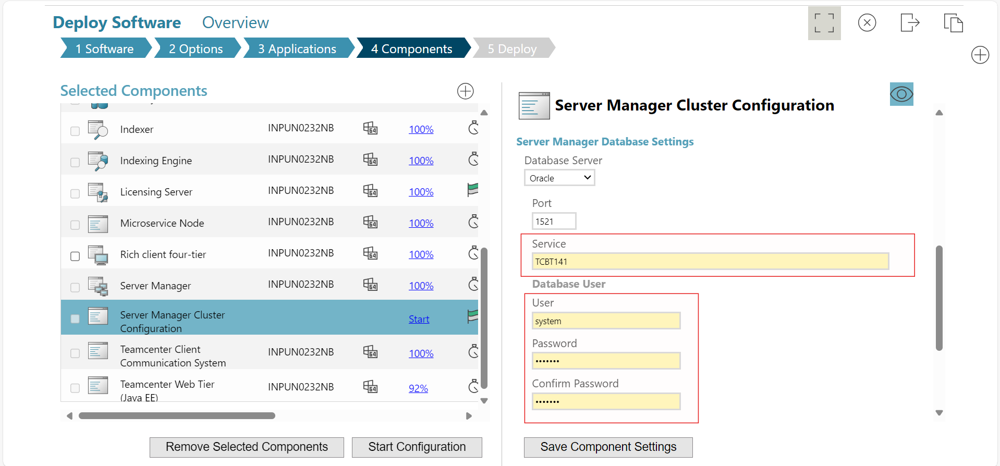 Deploy Software Overview
1 Software 2 Options 3 Applications 4 Components 5 Deploy
Selected Components
Indexer INPUN0232NB 64 100%
Indexing Engine INPUN0232NB 64 100%
Licensing Server INPUN0232NB 64 100%
Microservice Node INPUN0232NB 64 100%
Rich client four-tier INPUN0232NB 64 100%
Server Manager INPUN0232NB 64 100%
Server Manager Cluster
Configuration Start
Teamcenter Client
Communication System INPUN0232NB 64 100%
Teamcenter Web Tier
(Java EE) INPUN0232NB 64 92%
Remove Selected Components Start Configuration
Server Manager Cluster Configuration
Server Manager Database Settings
Database Server
Oracle
Port
1521
Service
TCBT141
Database User
User
system
Password
•••••••
Confirm Password
•••••••
Save Component Settings